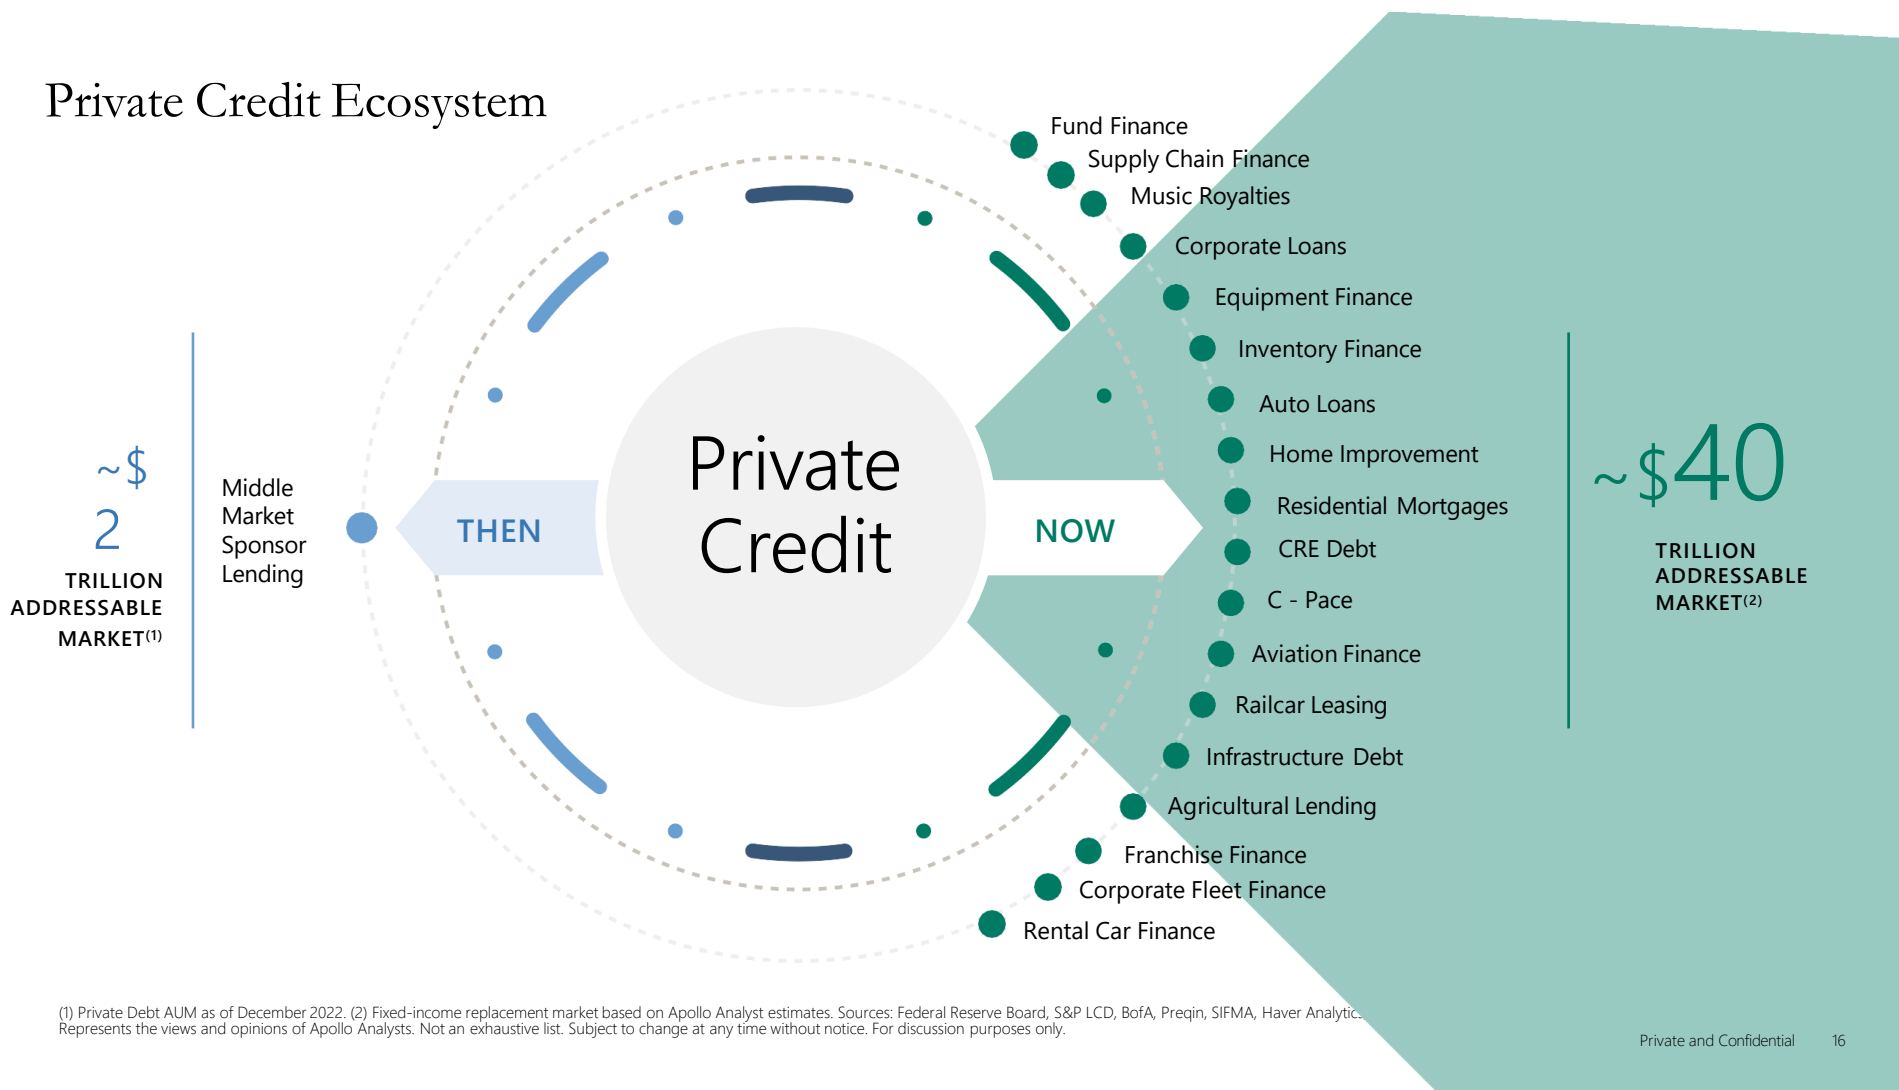 Private Credit Ecosystem
~$
2
TRILLION
ADDRESSABLE
MARKET(1)
Middle
Market
Sponsor
Lending
THEN
Private
Credit
NOW
Fund Finance
Supply Chain Finance
Music Royalties
Corporate Loans
Equipment Finance
Inventory Finance
Auto Loans
Home Improvement
Residential Mortgages
CRE Debt
C - Pace
Aviation Finance
Railcar Leasing
Infrastructure Debt
Agricultural Lending
Franchise Finance
Corporate Fleet Finance
Rental Car Finance
~$40
TRILLION
ADDRESSABLE
MARKET(2)
(1) Private Debt AUM as of December 2022. (2) Fixed-income replacement market based on Apollo Analyst estimates. Sources: Federal Reserve Board, S&P LCD, BofA, Preqin, SIFMA, Haver Analytics
Represents the views and opinions of Apollo Analysts. Not an exhaustive list. Subject to change at any time without notice. For discussion purposes only.
Private and Confidential 16